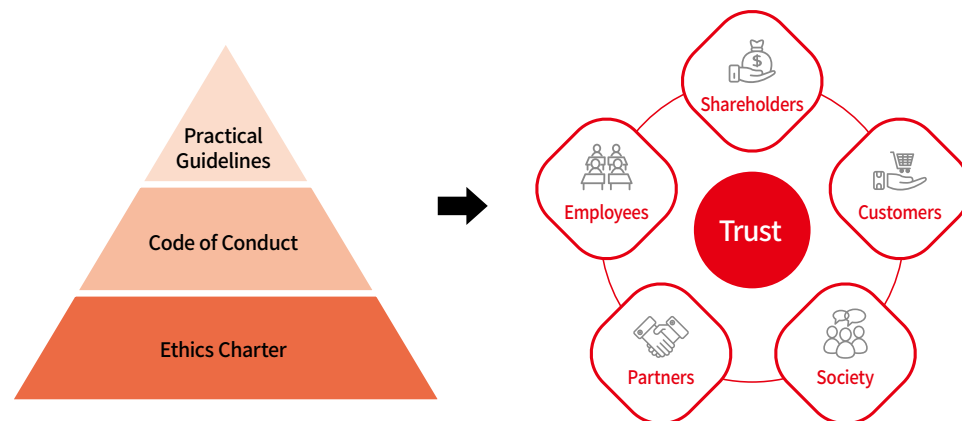 Practical
Guidelines
Code of Conduct
Ethics Charter
$
Shareholders
Employees
Trust
Customers
Partners
Society